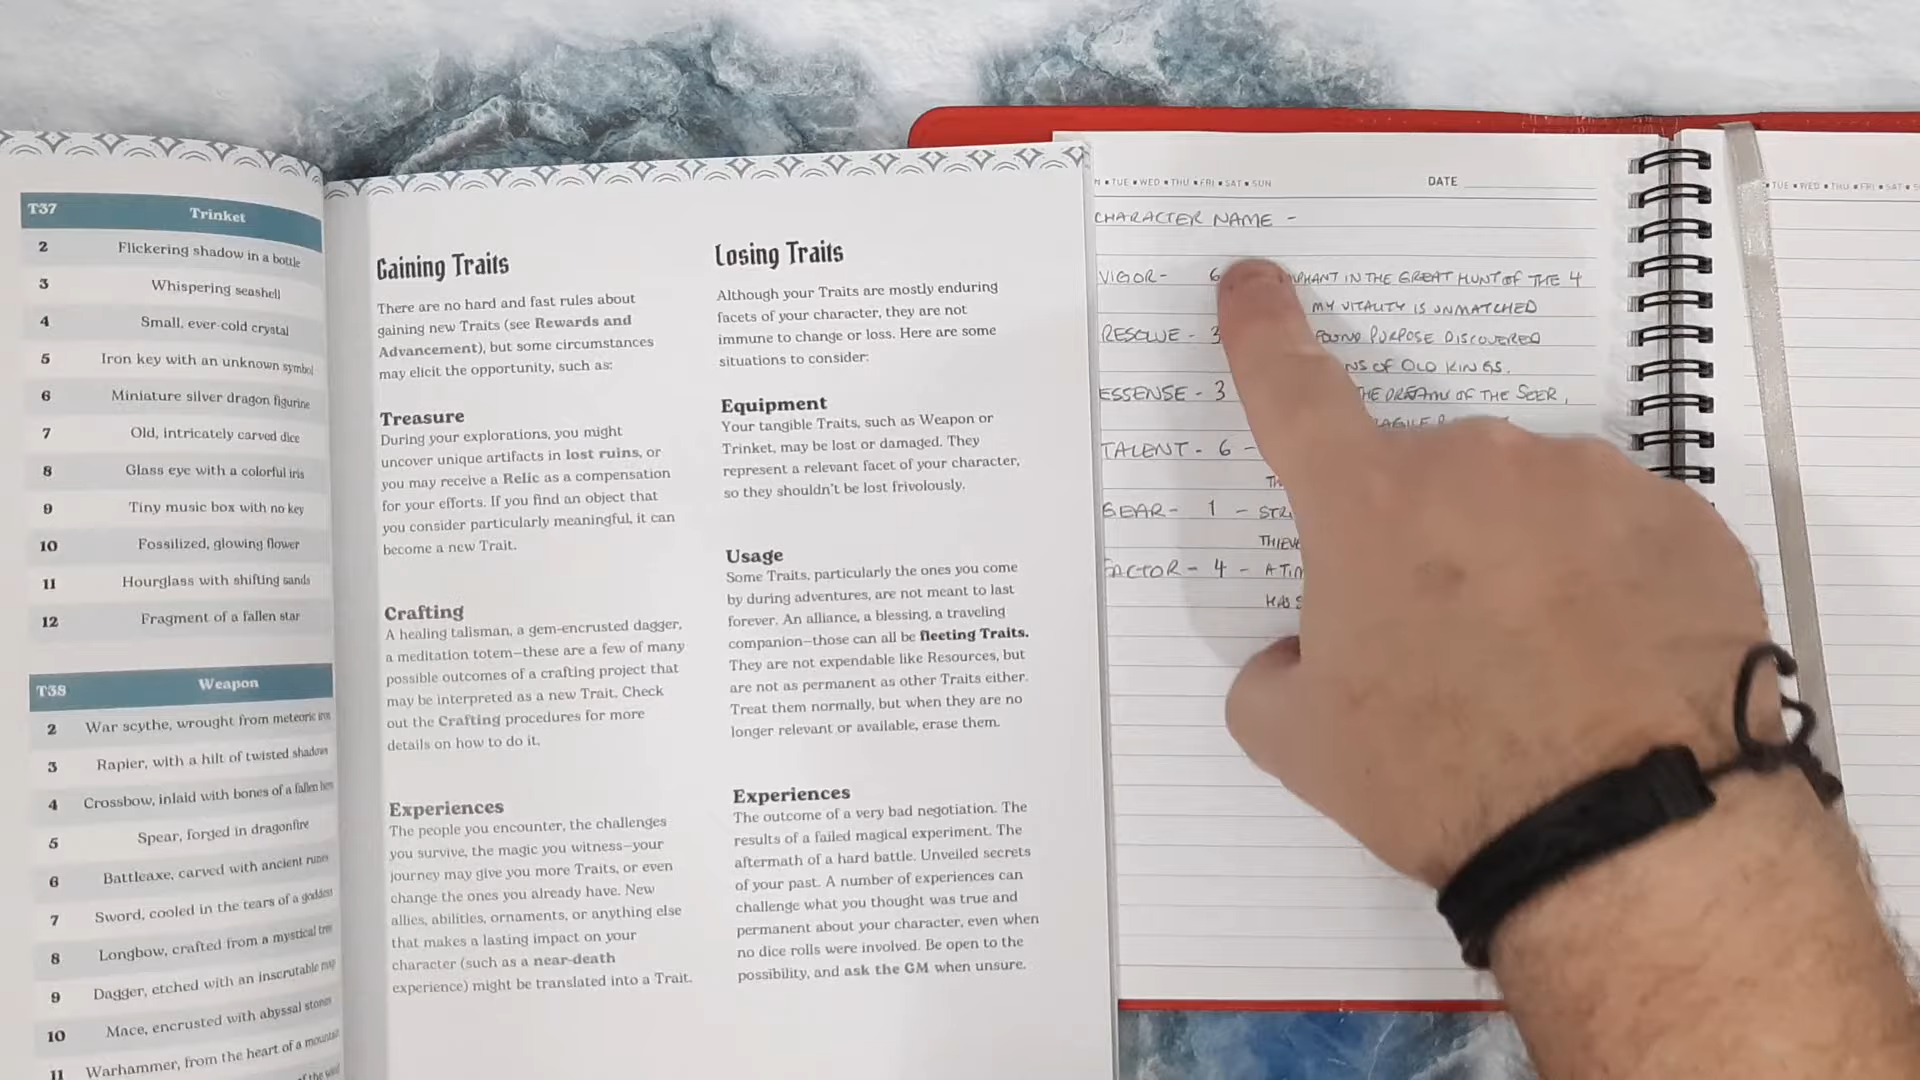 T37 Trinket
2 Flickering shadow in a bottle
3 Whispering seashell
4 Small, ever-cold crystal
5 Iron key with an unknown symbol
6 Miniature silver dragon figurine
7 Old, intricately carved dice
8 Glass eye with a colorful iris
9 Tiny music box with no key
10 Fossilized, glowing flower
11 Hourglass with shifting sands
12 Fragment of a fallen star
T38 Weapon
2 War scythe, wrought from meteoric iron
3 Rapier, with a hilt of twisted shadows
4 Crossbow, inlaid with bones of a fallen hero
5 Spear, forged in dragonfire
6 Battleaxe, carved with ancient runes
7 Sword, cooled in the tears of a goddess
8 Longbow, crafted from a mystical tree
9 Dagger, etched with an inscrutable map
10 Mace, encrusted with abyssal stones
11 Warhammer, from the heart of a mountain
of the
Gaining Traits
There are no hard and fast rules about
gaining new Traits (see Rewards and
Advancement), but some circumstances
may elicit the opportunity, such as:
Treasure
During your explorations, you might
uncover unique artifacts in lost ruins, or
you may receive a Relic as a compensation
for your efforts. If you find an object that
you consider particularly meaningful, it can
become a new Trait.
Crafting
A healing talisman, a gem-encrusted dagger,
a meditation totem—these are a few of many
possible outcomes of a crafting project that
may be interpreted as a new Trait. Check
out the Crafting procedures for more
details on how to do it.
Experiences
The people you encounter, the challenges
you survive, the magic you witness—your
journey may give you more Traits, or even
change the ones you already have. New
allies, abilities, ornaments, or anything else
that makes a lasting impact on your
character (such as a near-death
experience) might be translated into a Trait.
Losing Traits
Although your Traits are mostly enduring
facets of your character, they are not
immune to change or loss. Here are some
situations to consider:
Equipment
Your tangible Traits, such as Weapon or
Trinket, may be lost or damaged. They
represent a relevant facet of your character,
so they shouldn't be lost frivolously.
Usage
Some Traits, particularly the ones you come
by during adventures, are not meant to last
forever. An alliance, a blessing, a traveling
companion—those can all be fleeting Traits.
They are not expendable like Resources, but
are not as permanent as other Traits either.
Treat them normally, but when they are no
longer relevant or available, erase them.
Experiences
The outcome of a very bad negotiation. The
results of a failed magical experiment. The
aftermath of a hard battle. Unveiled secrets
of your past. A number of experiences can
challenge what you thought was true and
permanent about your character, even when
no dice rolls were involved. Be open to the
possibility, and ask the GM when unsure.
TUE WED THU FRI SAT SUN
DATE
CHARACTER NAME -
VIGOR - 6 IN THE GREAT HUNT OF THE 4
MY VITALITY IS UNMATCHED
RESOLUE - 3 PURPOSE DISCOVERED
OF OLD KINGS.
ESSENSE - 3 DREAMS OF THE SEER,
TALENT - 6 -
GEAR - 1 -
FACTOR - 4 - A
HAS
TUE WED THU FRI SAT